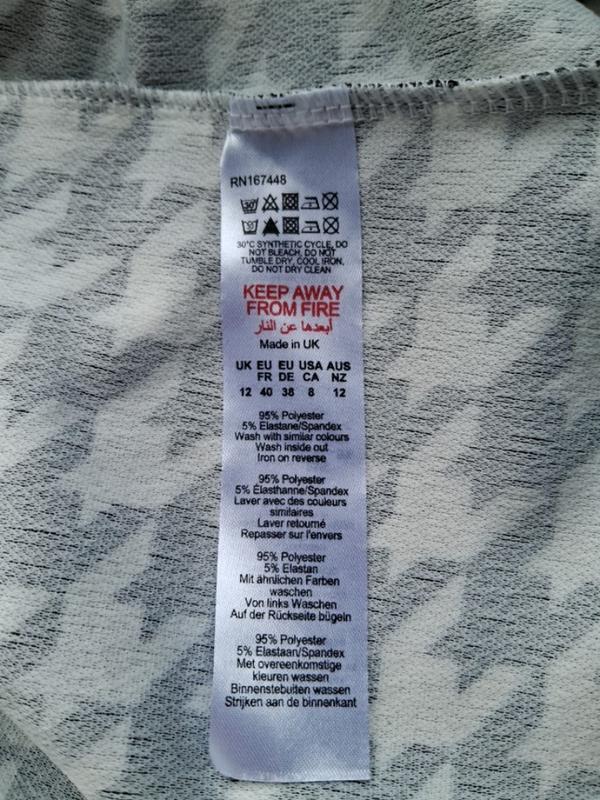 RN167448
30°C SYNTHETIC CYCLE, DO
NOT BLEACH, DO NOT
TUMBLE DRY, COOL IRON,
DO NOT DRY CLEAN
KEEP AWAY
FROM FIRE
أبعدها عن النار
Made in UK
UK EU EU USA AUS
FR DE CA NZ
12 40 38 8 12
95% Polyester
5% Elastane/Spandex
Wash with similar colours
Wash inside out
Iron on reverse
95% Polyester
5% Élasthanne/Spandex
Laver avec des couleurs
similaires
Laver retourné
Repasser sur l'envers
95% Polyester
5% Elastan
Mit ähnlichen Farben
waschen
Von links Waschen
Auf der Rückseite bügeln
95% Polyester
5% Elastaan/Spandex
Met overeenkomstige
kleuren wassen
Binnenstebuiten wassen
Strijken aan de binnenkant